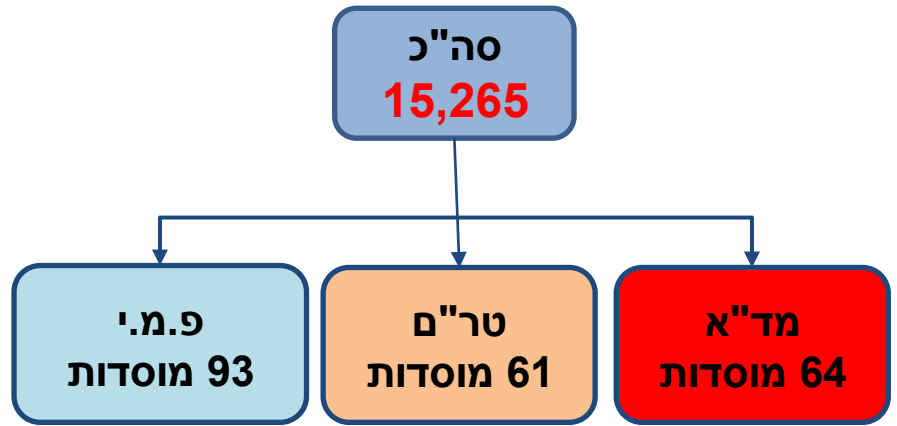 סה"כ
15,265
מד"א
64 מוסדות
טר"ם
61 מוסדות
פ.מ.י
93 מוסדות